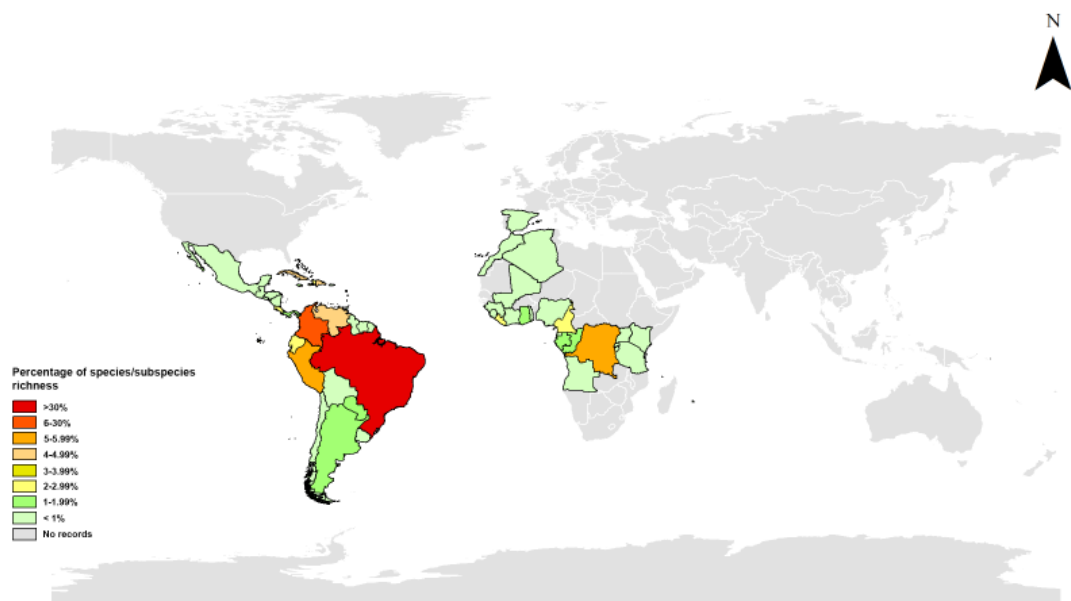 N
Percentage of species/subspecies
richness
>30%
6-30%
5-5.99%
4-4.99%
3-3.99%
2-2.99%
1-1.99%
< 1%
No records